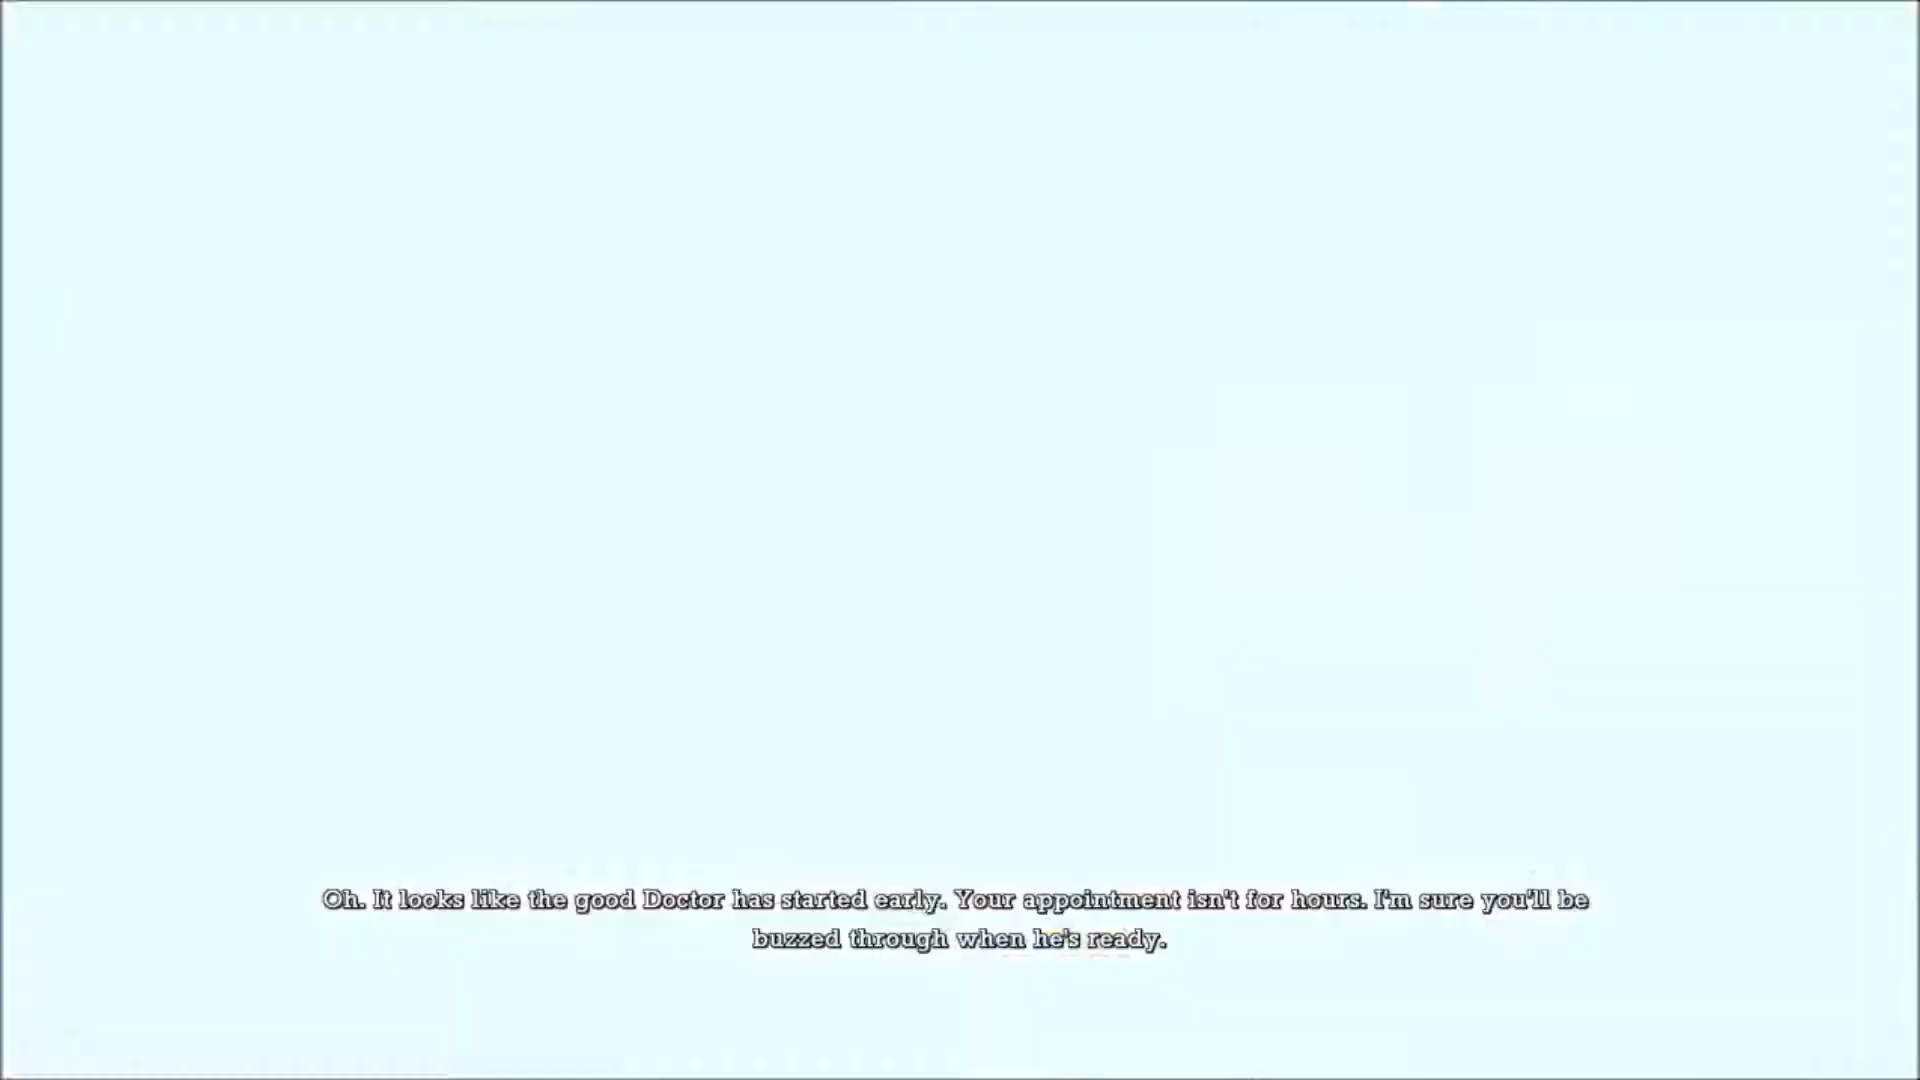 Oh. It looks like the good Doctor has started early. Your appointment isn't for hours. I'm sure you'll be
buzzed through when he's ready.